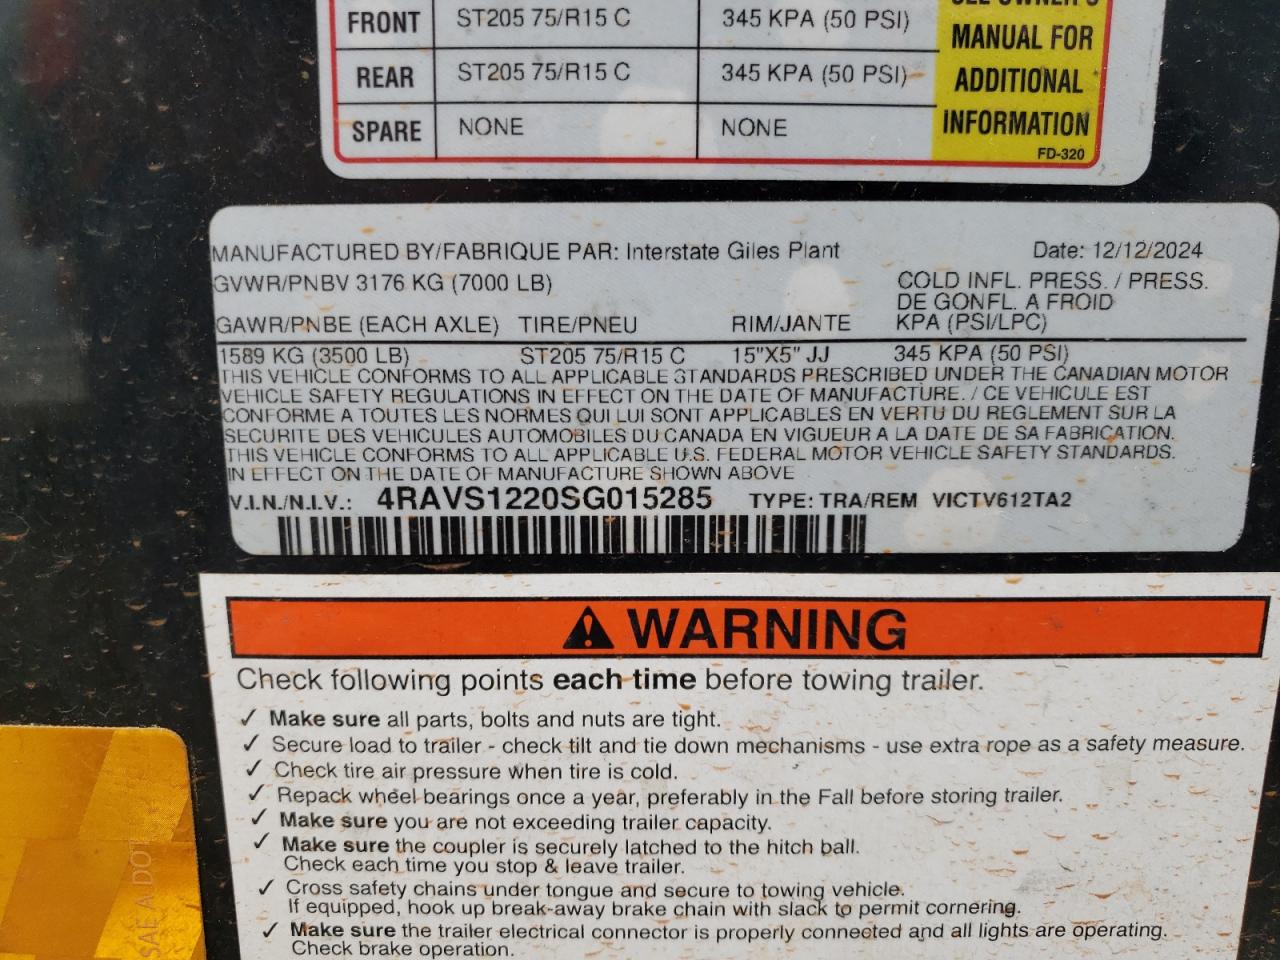 FRONT ST205 75/R15 C 345 KPA (50 PSI)
REAR ST205 75/R15 C 345 KPA (50 PSI)
SPARE NONE NONE
SEE OWNER'S
MANUAL FOR
ADDITIONAL
INFORMATION
FD-320
MANUFACTURED BY/FABRIQUE PAR: Interstate Giles Plant Date: 12/12/2024
GVWR/PNBV 3176 KG (7000 LB) COLD INFL. PRESS. / PRESS.
DE GONFL. A FROID
GAWR/PNBE (EACH AXLE) TIRE/PNEU RIM/JANTE KPA (PSI/LPC)
1589 KG (3500 LB) ST205 75/R15 C 15"X5" JJ 345 KPA (50 PSI)
THIS VEHICLE CONFORMS TO ALL APPLICABLE STANDARDS PRESCRIBED UNDER THE CANADIAN MOTOR
VEHICLE SAFETY REGULATIONS IN EFFECT ON THE DATE OF MANUFACTURE. / CE VEHICULE EST
CONFORME A TOUTES LES NORMES QUI LUI SONT APPLICABLES EN VERTU DU REGLEMENT SUR LA
SECURITE DES VEHICULES AUTOMOBILES DU CANADA EN VIGUEUR A LA DATE DE SA FABRICATION.
THIS VEHICLE CONFORMS TO ALL APPLICABLE U.S. FEDERAL MOTOR VEHICLE SAFETY STANDARDS.
IN EFFECT ON THE DATE OF MANUFACTURE SHOWN ABOVE
V.I.N./N.I.V.: 4RAVS1220SG015285 TYPE: TRA/REM VICTV612TA2
WARNING
Check following points each time before towing trailer.
✓ Make sure all parts, bolts and nuts are tight.
✓ Secure load to trailer - check tilt and tie down mechanisms - use extra rope as a safety measure.
✓ Check tire air pressure when tire is cold.
✓ Repack wheel bearings once a year, preferably in the Fall before storing trailer.
✓ Make sure you are not exceeding trailer capacity.
✓ Make sure the coupler is securely latched to the hitch ball.
Check each time you stop & leave trailer.
✓ Cross safety chains under tongue and secure to towing vehicle.
If equipped, hook up break-away brake chain with slack to permit cornering.
✓ Make sure the trailer electrical connector is properly connected and all lights are operating.
Check brake operation.
SAE A DOT